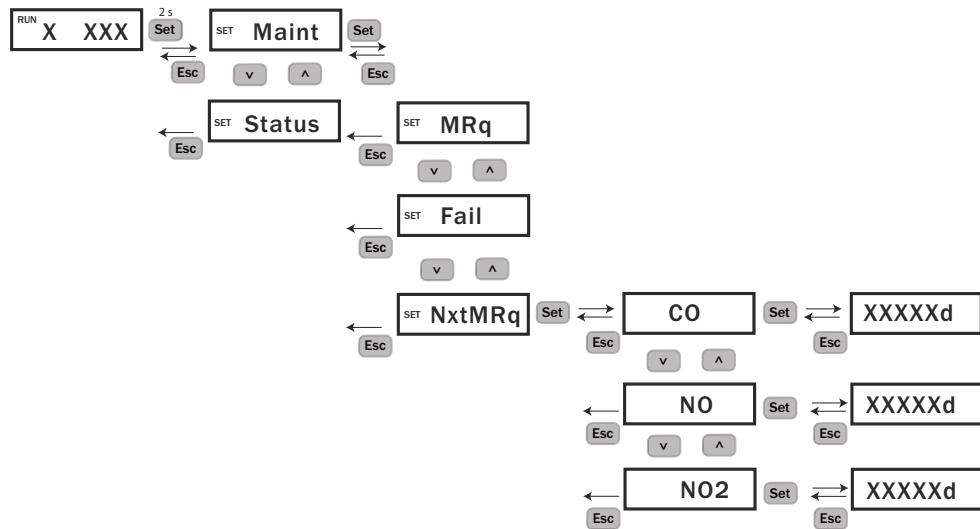 2 s
RUN X XXX Set SET Maint Set
Esc v ʌ Esc
SET Status SET MRq
Esc Esc
v ʌ
SET Fail
Esc
v ʌ
SET NxtMRq Set CO Set XXXXXd
Esc Esc Esc
v ʌ
NO Set XXXXXd
Esc Esc
v ʌ
NO2 Set XXXXXd
Esc Esc